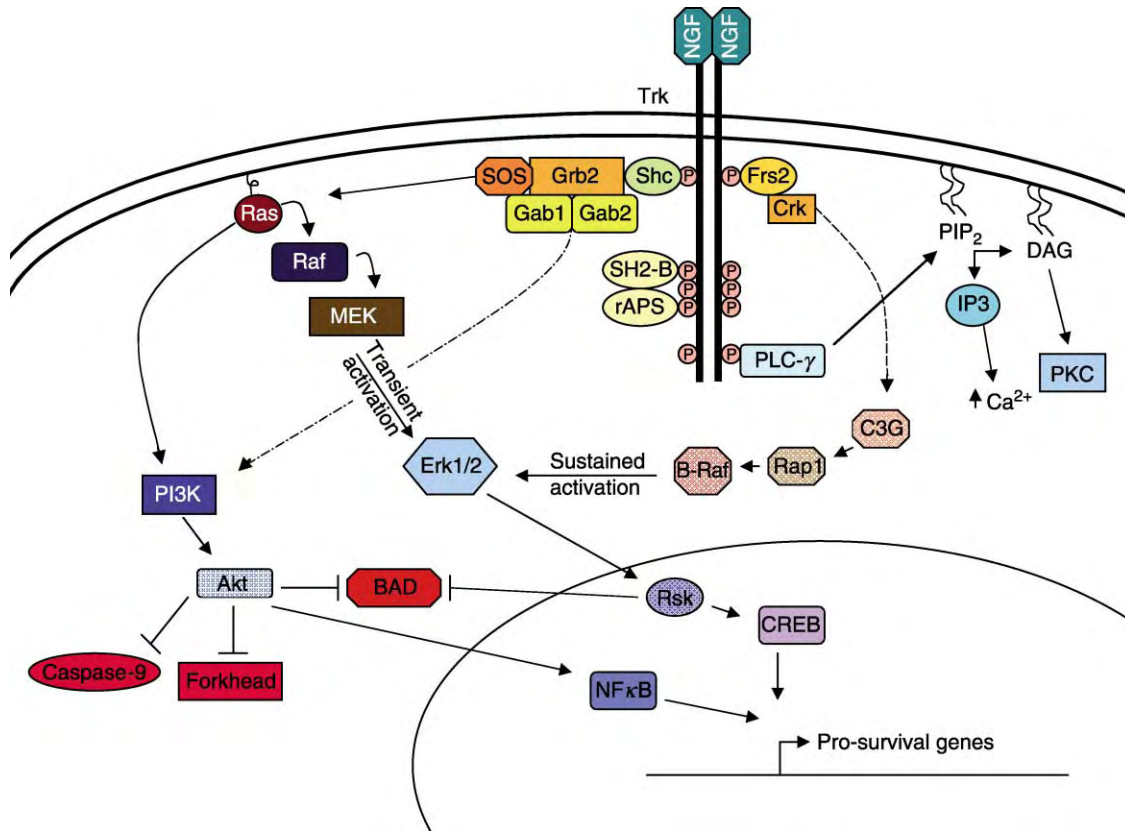 NGF NGF
Trk
SOS Grb2 Shc P P Frs2
Gab1 Gab2 Crk
Ras
Raf
MEK
SH2-B P P
P P
rAPS P P
P P PLC-γ
PIP2 DAG
IP3
PKC
Ca2+
Transient
activation
C3G
Rap1
B-Raf
Sustained
activation
Erk1/2
PI3K
Akt
BAD
Rsk
CREB
Caspase-9
Forkhead
NFκB
Pro-survival genes